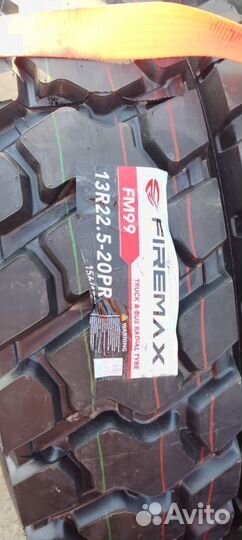 FIREMAX
TRUCK & BUS RADIAL TYRE
FM99
13R22.5-20PR
WARNING
Avito